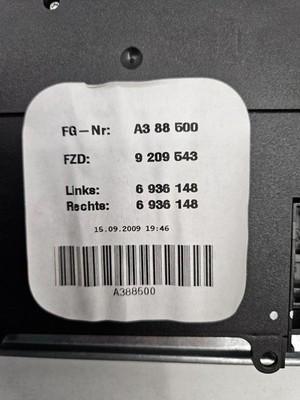 FG-Nr: A3 88 500
FZD: 9 209 543
Links: 6 936 148
Rechts: 6 936 148
15.09.2009 19:46
A388500